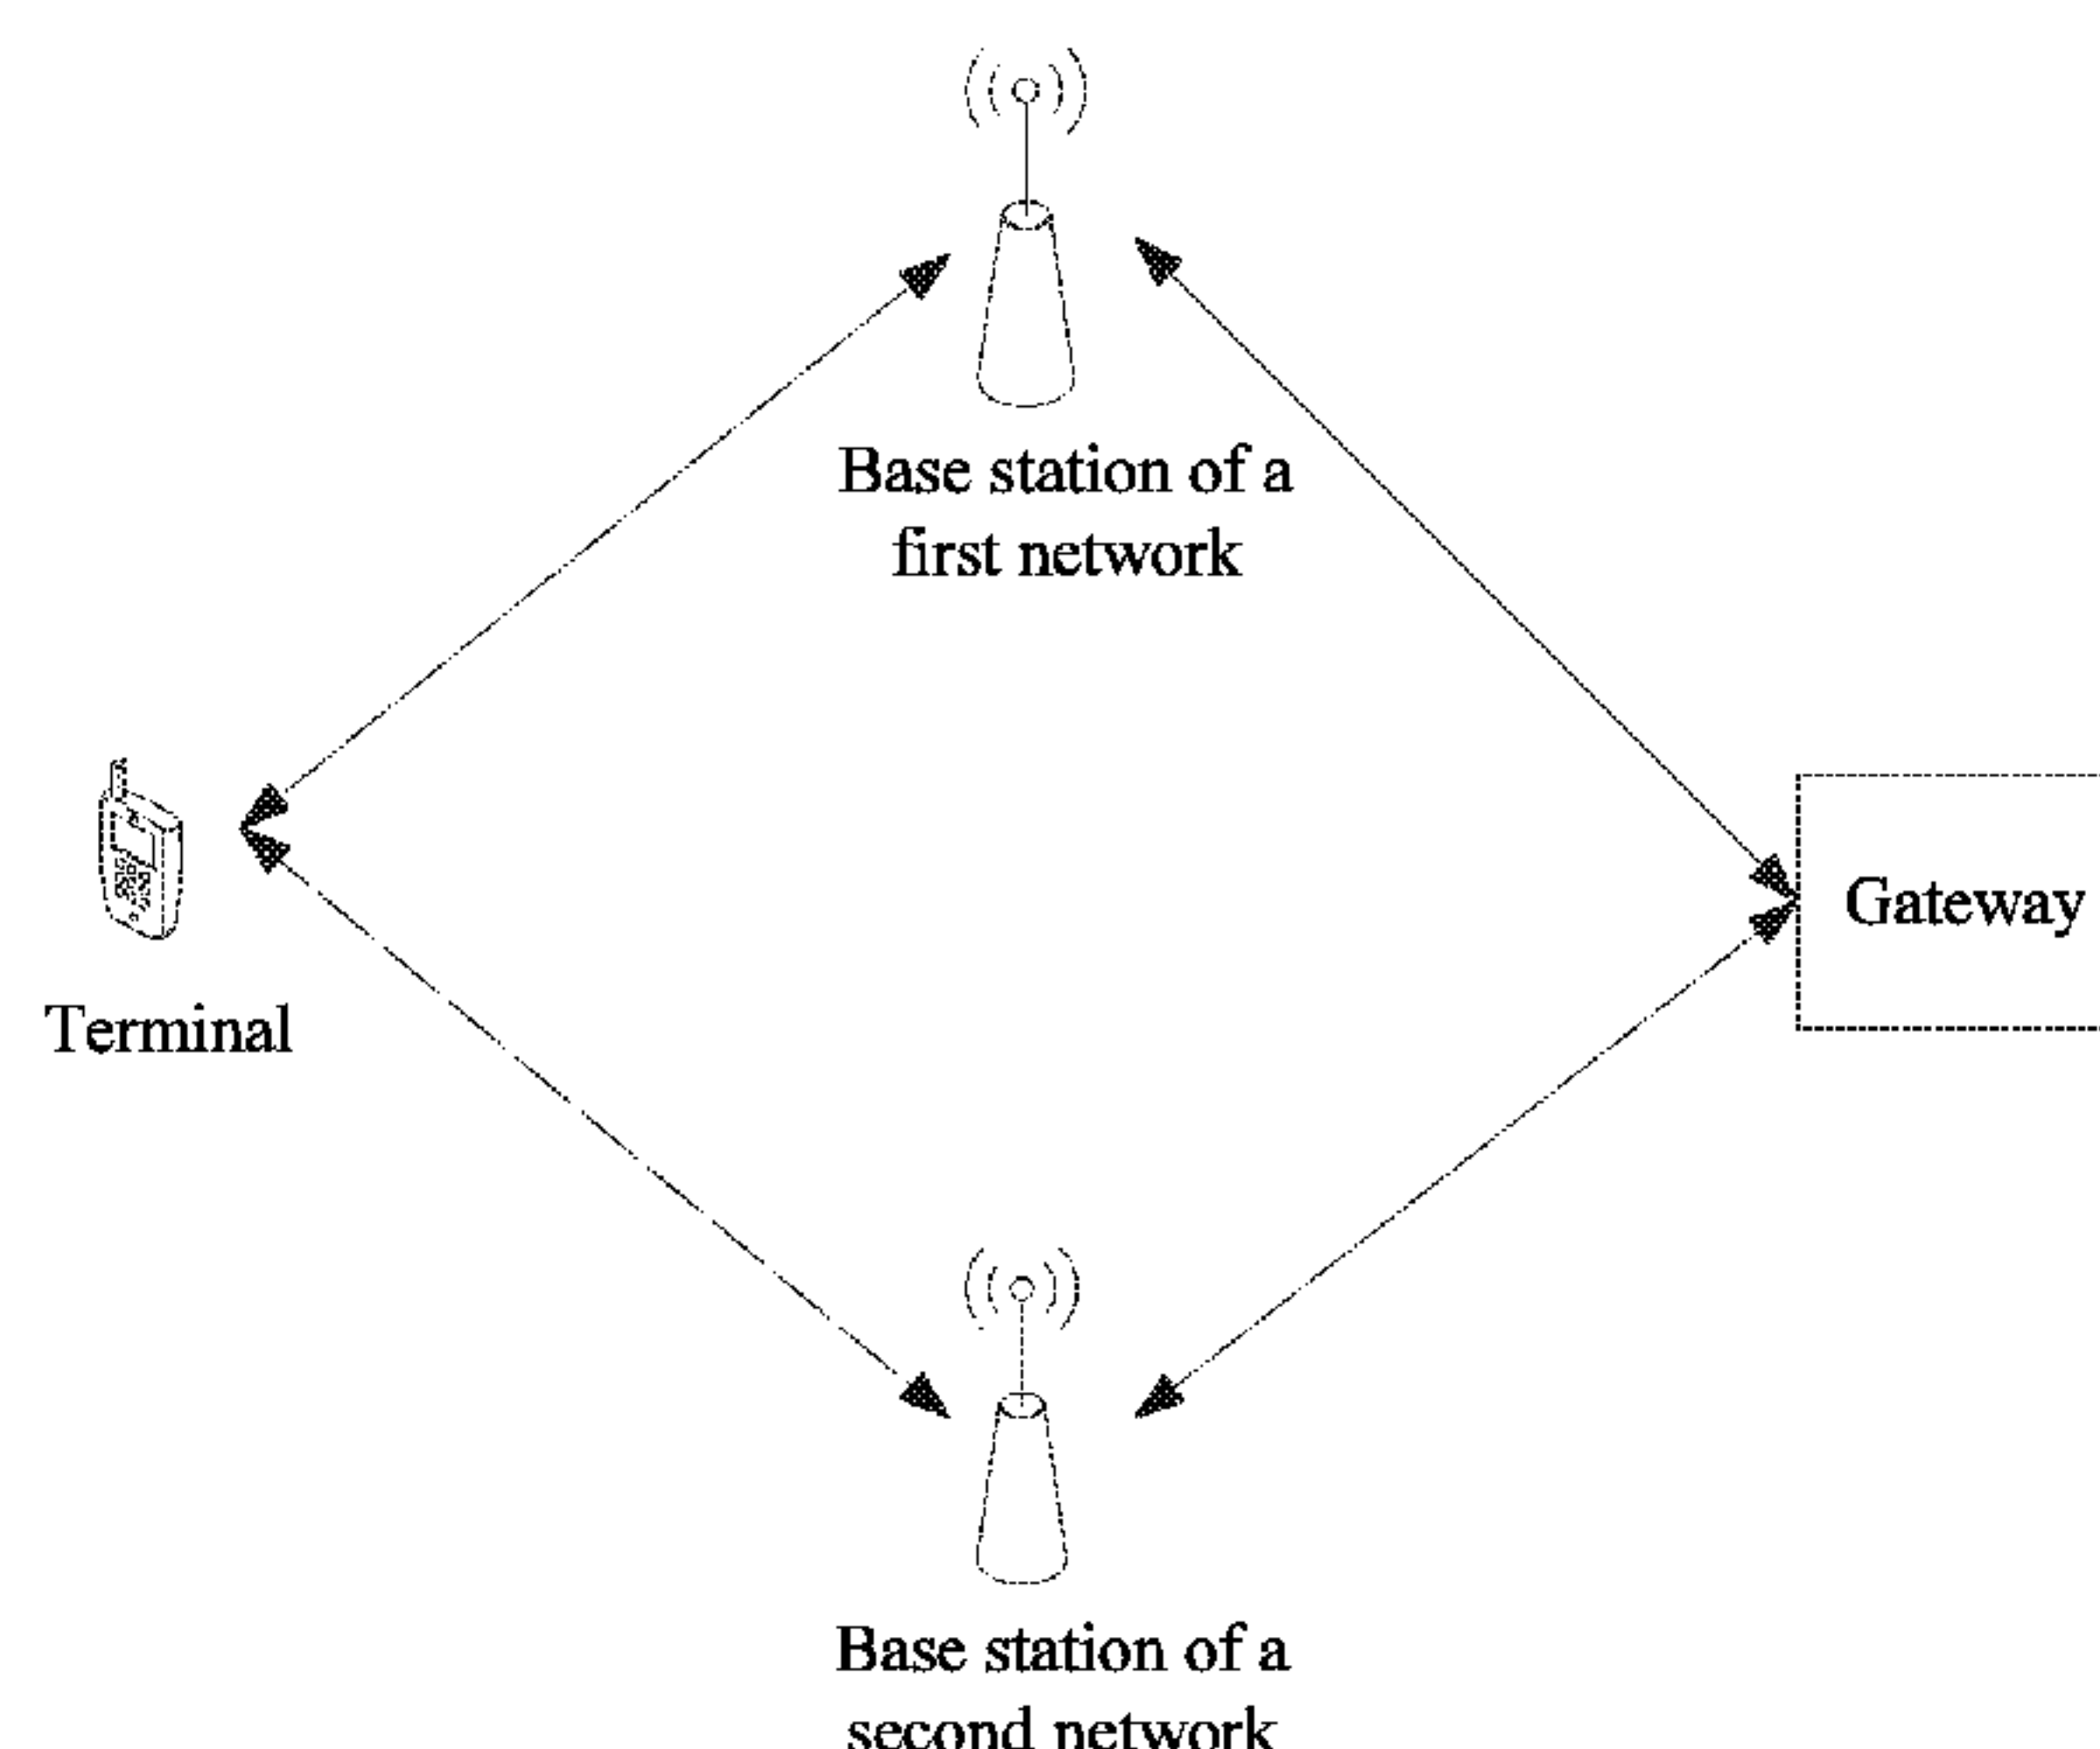 Base station of a
first network
Gateway
Terminal
Base station of a
second network